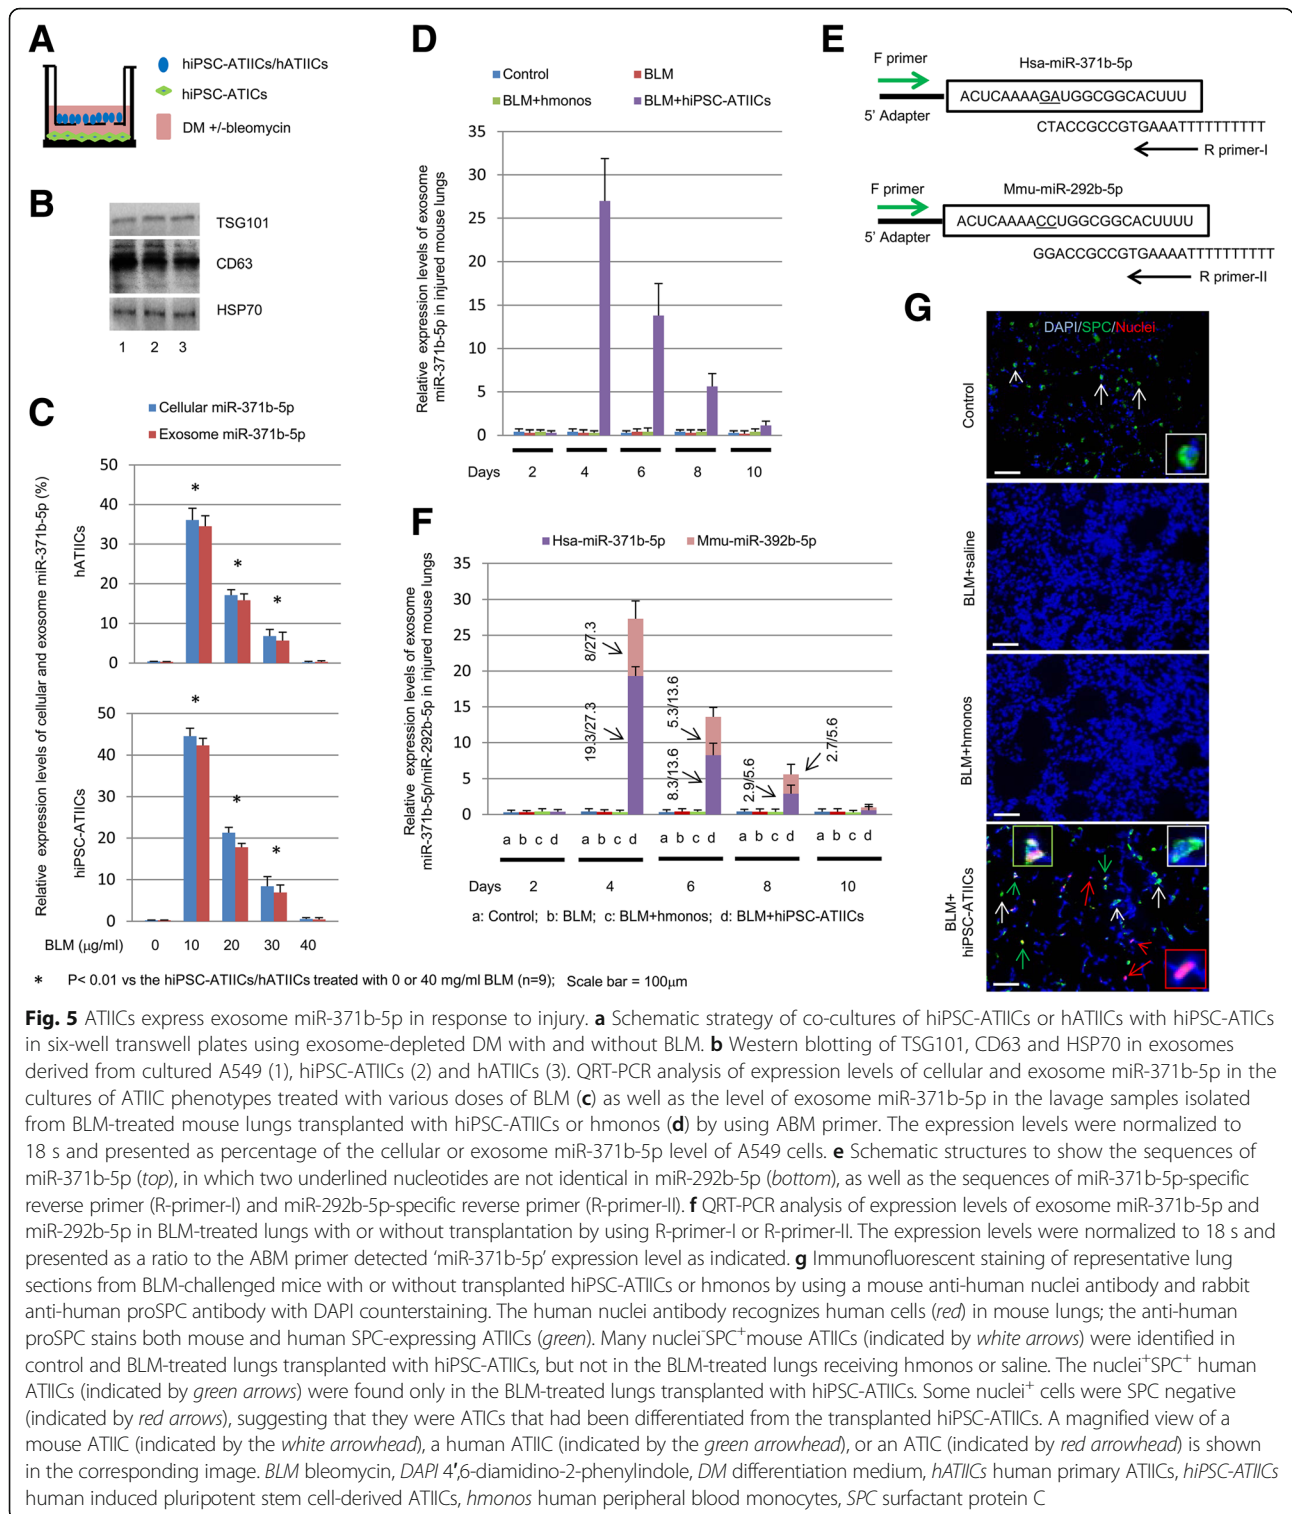 A
hiPSC-ATIICs/hATIICs
hiPSC-ATICs
DM +/-bleomycin
B
TSG101
CD63
HSP70
1 2 3
C
Cellular miR-371b-5p
Exosome miR-371b-5p
Relative expression levels of cellular and exosome miR-371b-5p (%)
hATIICs
50
40
30
20
10
0
* * *
hiPSC-ATIICs
50
40
30
20
10
0
* * *
BLM (µg/ml) 0 10 20 30 40
D
Control BLM
BLM+hmonos BLM+hiPSC-ATIICs
Relative expression levels of exosome
miR-371b-5p in injured mouse lungs
35
30
25
20
15
10
5
0
Days 2 4 6 8 10
E
F primer
Hsa-miR-371b-5p
ACUCAAAAGAUGGCGGCACUUU
5' Adapter
CTACCGCCGTGAAATTTTTTTTTT
R primer-I
F primer
Mmu-miR-292b-5p
ACUCAAAACCUGGCGGCACUUUU
5' Adapter
GGACCGCCGTGAAAATTTTTTTTTT
R primer-II
F
Hsa-miR-371b-5p Mmu-miR-392b-5p
Relative expression levels of exosome
miR-371b-5p/miR-292b-5p in injured mouse lungs
35
30
25
20
15
10
5
0
8/27.3
19.3/27.3
5.3/13.6
8.3/13.6
2.9/5.6
2.7/5.6
a b c d a b c d a b c d a b c d a b c d
Days 2 4 6 8 10
a: Control; b: BLM; c: BLM+hmonos; d: BLM+hiPSC-ATIICs
G
DAPI/SPC/Nuclei
Control
BLM+saline
BLM+hmonos
BLM+
hiPSC-ATIICs
* P< 0.01 vs the hiPSC-ATIICs/hATIICs treated with 0 or 40 mg/ml BLM (n=9); Scale bar = 100µm
Fig. 5 ATIICs express exosome miR-371b-5p in response to injury. a Schematic strategy of co-cultures of hiPSC-ATIICs or hATIICs with hiPSC-ATICs
in six-well transwell plates using exosome-depleted DM with and without BLM. b Western blotting of TSG101, CD63 and HSP70 in exosomes
derived from cultured A549 (1), hiPSC-ATIICs (2) and hATIICs (3). QRT-PCR analysis of expression levels of cellular and exosome miR-371b-5p in the
cultures of ATIIC phenotypes treated with various doses of BLM (c) as well as the level of exosome miR-371b-5p in the lavage samples isolated
from BLM-treated mouse lungs transplanted with hiPSC-ATIICs or hmonos (d) by using ABM primer. The expression levels were normalized to
18 s and presented as percentage of the cellular or exosome miR-371b-5p level of A549 cells. e Schematic structures to show the sequences of
miR-371b-5p (top), in which two underlined nucleotides are not identical in miR-292b-5p (bottom), as well as the sequences of miR-371b-5p-specific
reverse primer (R-primer-I) and miR-292b-5p-specific reverse primer (R-primer-II). f QRT-PCR analysis of expression levels of exosome miR-371b-5p and
miR-292b-5p in BLM-treated lungs with or without transplantation by using R-primer-I or R-primer-II. The expression levels were normalized to 18 s and
presented as a ratio to the ABM primer detected ‘miR-371b-5p’ expression level as indicated. g Immunofluorescent staining of representative lung
sections from BLM-challenged mice with or without transplanted hiPSC-ATIICs or hmonos by using a mouse anti-human nuclei antibody and rabbit
anti-human proSPC antibody with DAPI counterstaining. The human nuclei antibody recognizes human cells (red) in mouse lungs; the anti-human
proSPC stains both mouse and human SPC-expressing ATIICs (green). Many nuclei⁻SPC⁺mouse ATIICs (indicated by white arrows) were identified in
control and BLM-treated lungs transplanted with hiPSC-ATIICs, but not in the BLM-treated lungs receiving hmonos or saline. The nuclei⁺SPC⁺ human
ATIICs (indicated by green arrows) were found only in the BLM-treated lungs transplanted with hiPSC-ATIICs. Some nuclei⁺ cells were SPC negative
(indicated by red arrows), suggesting that they were ATICs that had been differentiated from the transplanted hiPSC-ATIICs. A magnified view of a
mouse ATIIC (indicated by the white arrowhead), a human ATIIC (indicated by the green arrowhead), or an ATIC (indicated by red arrowhead) is shown
in the corresponding image. BLM bleomycin, DAPI 4′,6-diamidino-2-phenylindole, DM differentiation medium, hATIICs human primary ATIICs, hiPSC-ATIICs
human induced pluripotent stem cell-derived ATIICs, hmonos human peripheral blood monocytes, SPC surfactant protein C